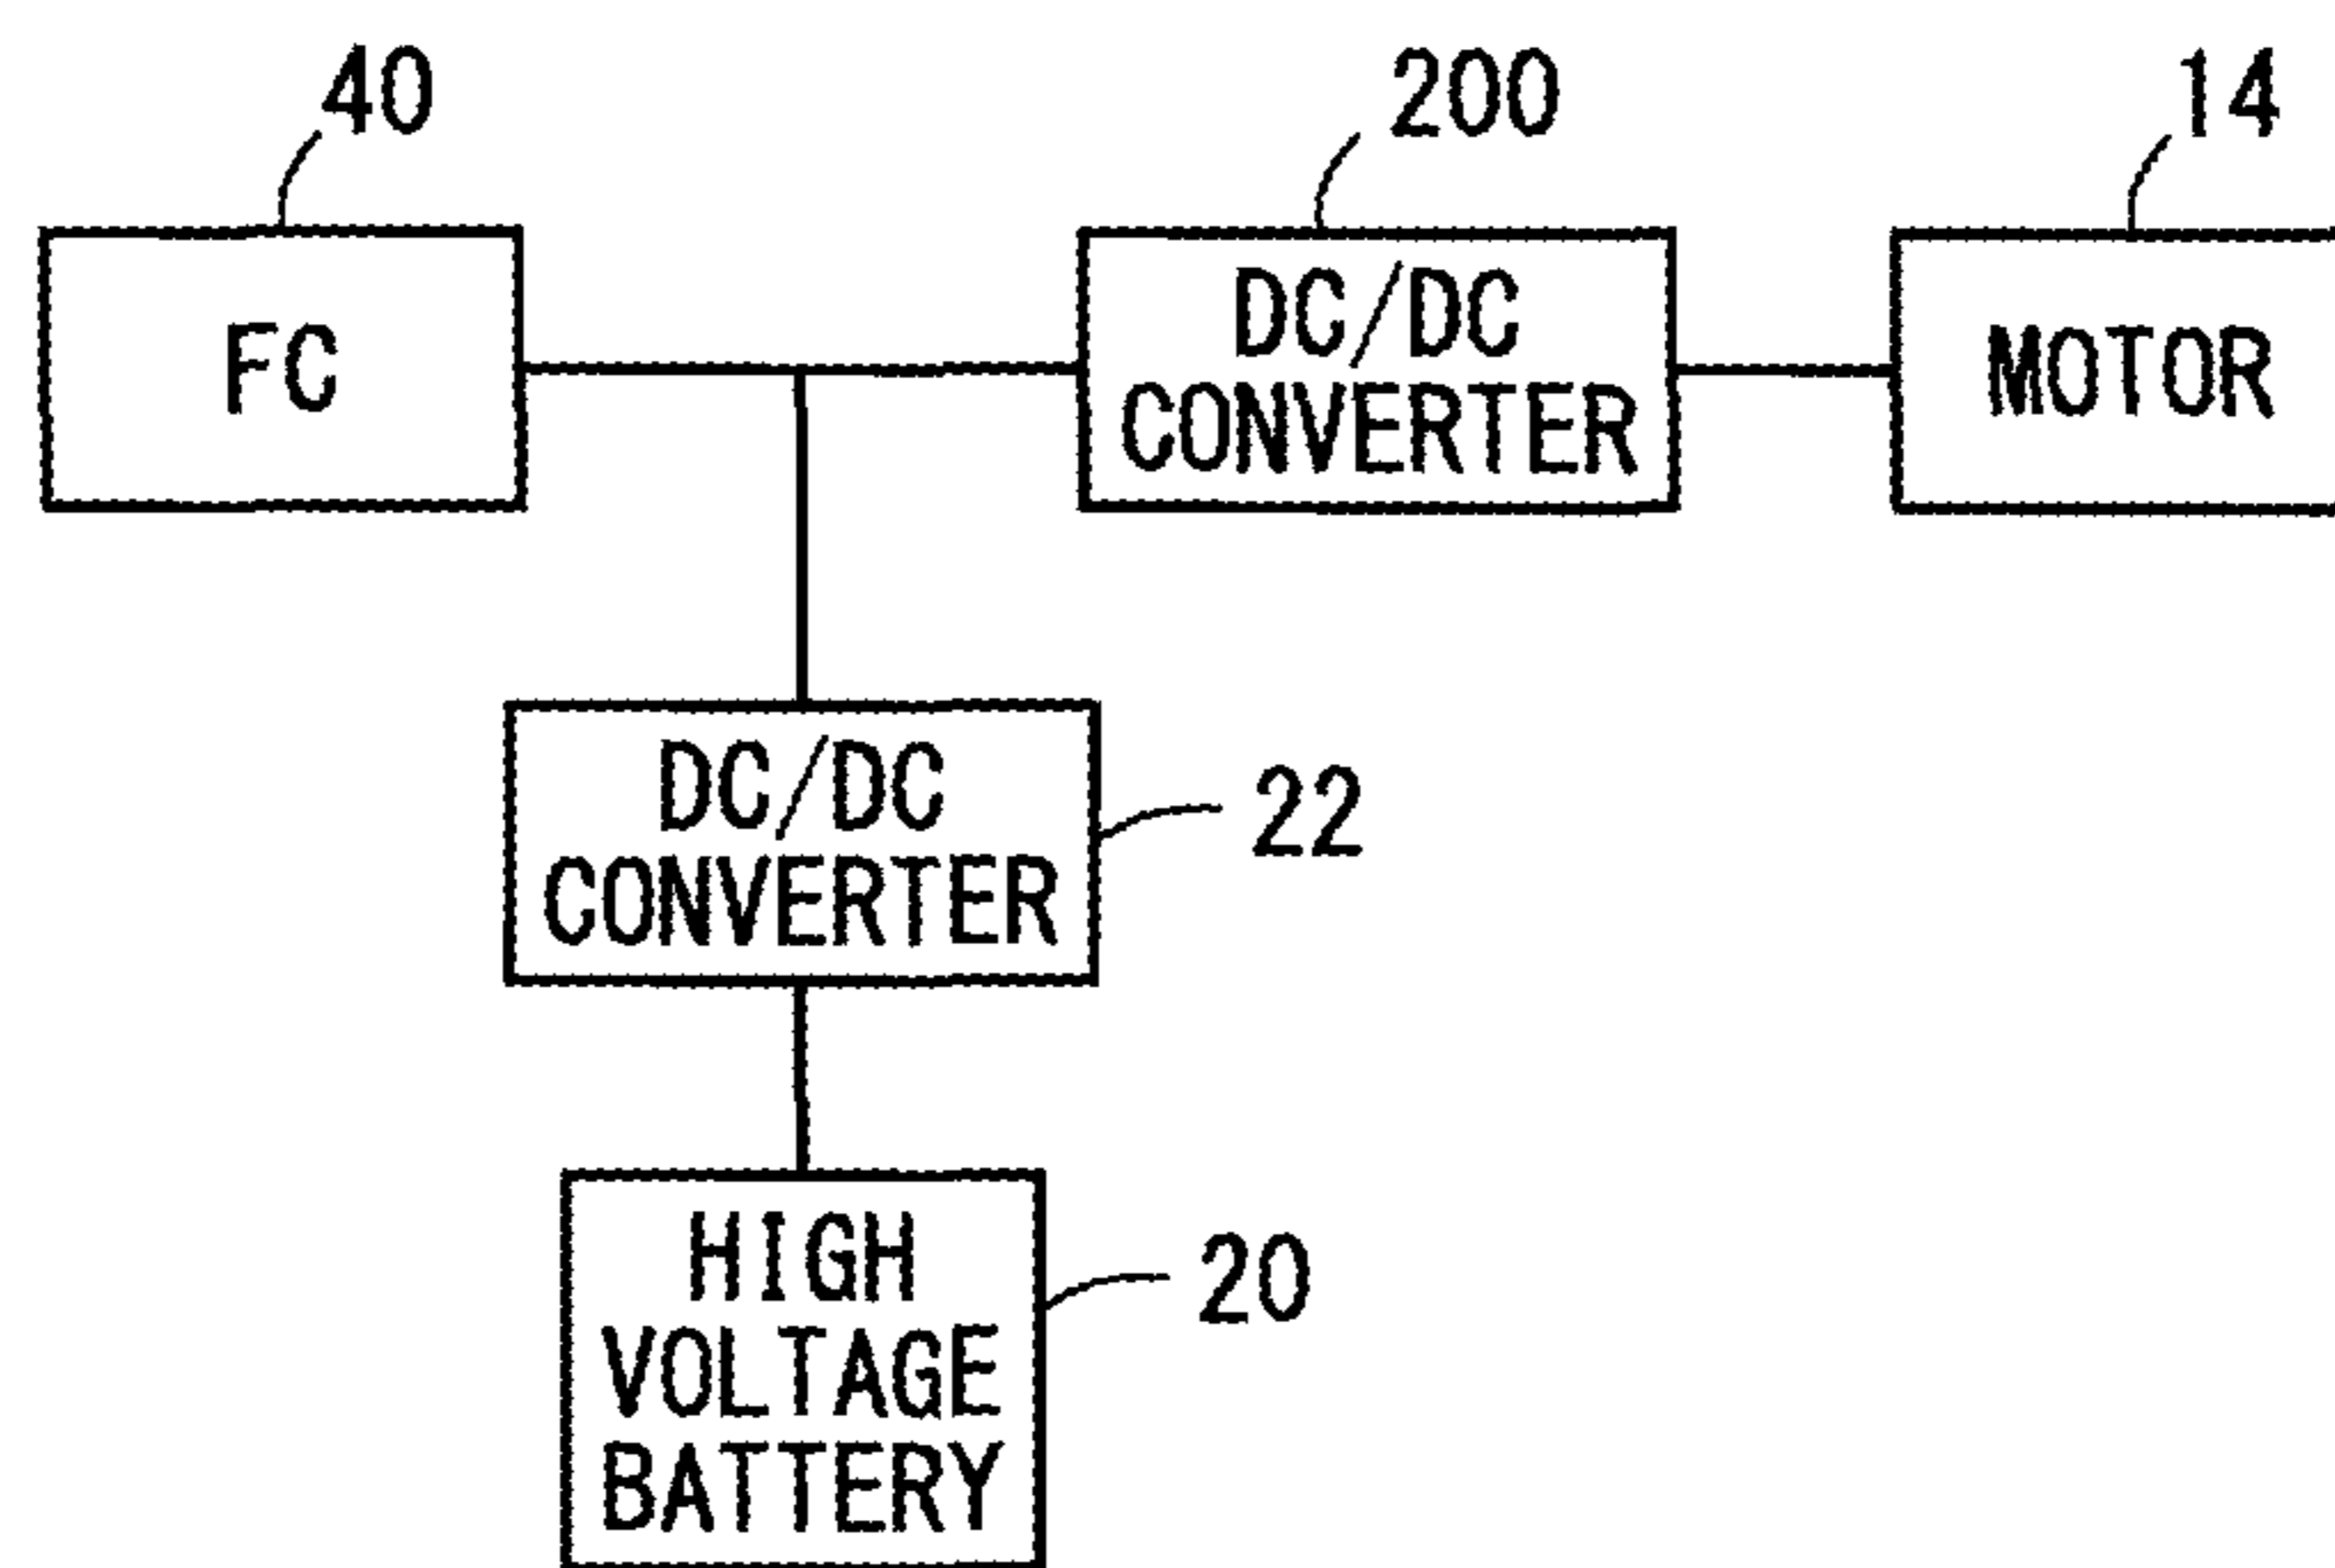 40
200
14
FC
DC/DC
CONVERTER
MOTOR
DC/DC
CONVERTER
22
HIGH
VOLTAGE
BATTERY
20